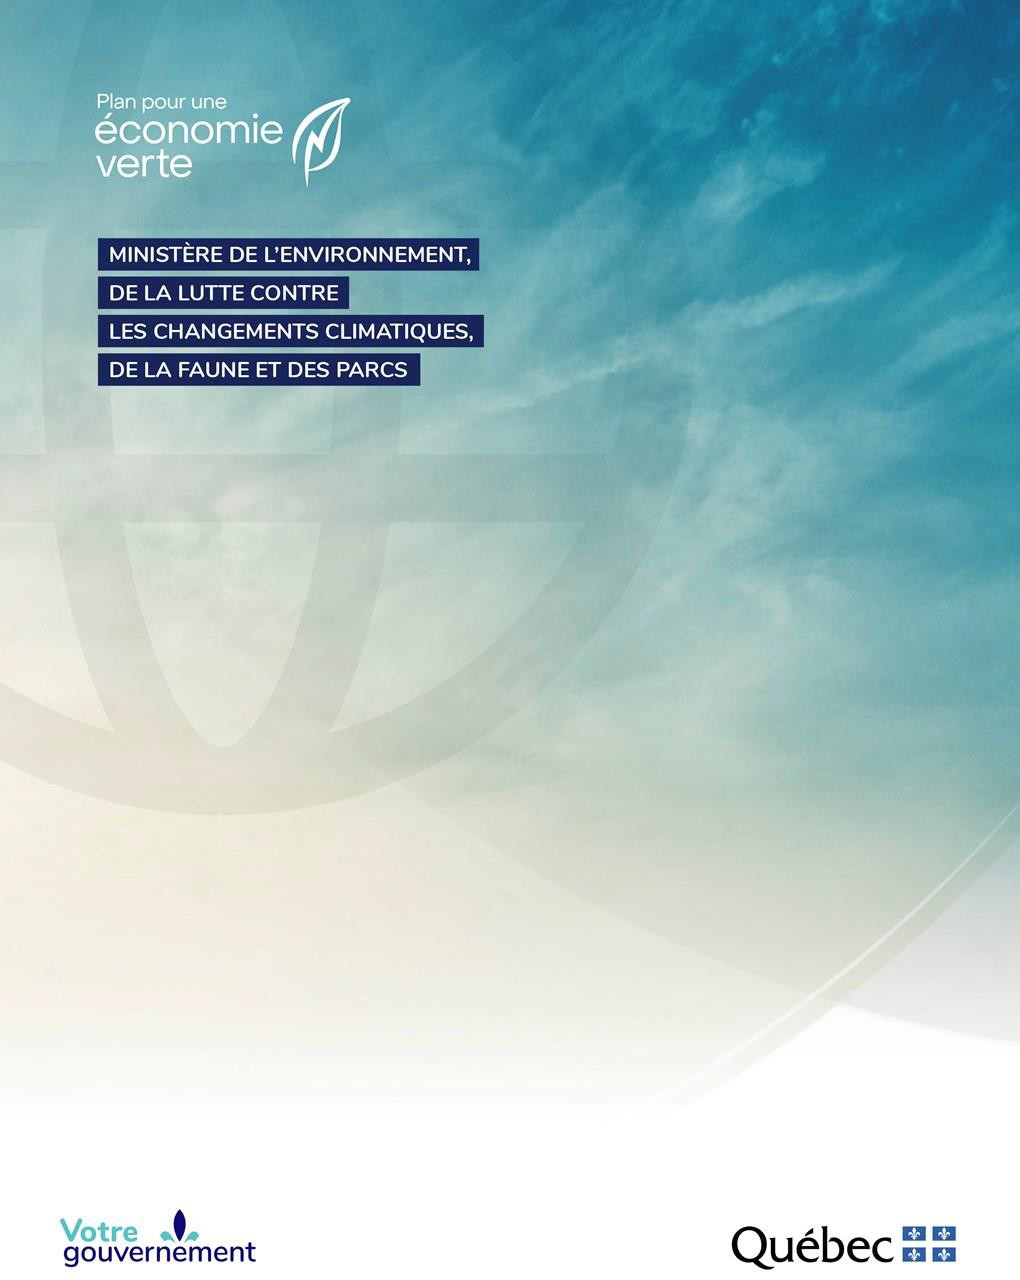 Plan pour une
économie
verte
MINISTÈRE DE L'ENVIRONNEMENT,
DE LA LUTTE CONTRE
LES CHANGEMENTS CLIMATIQUES,
DE LA FAUNE ET DES PARCS
Votre
gouvernement
Québec